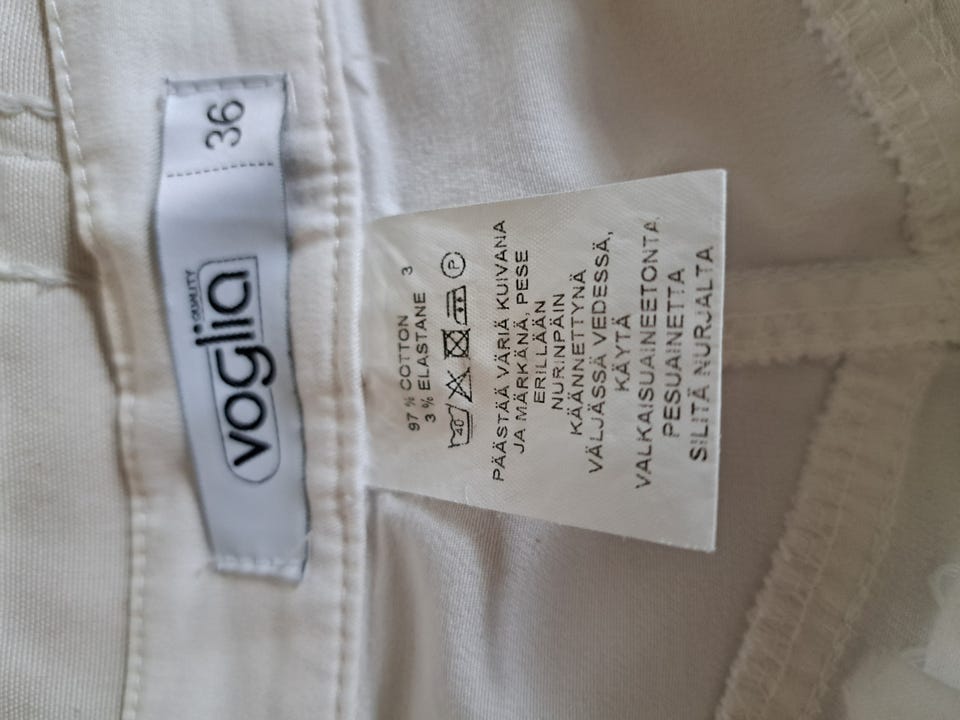 voglia
QUALITY
36
97 % COTTON 3
3 % ELASTANE
40 P
PÄÄSTÄÄ VÄRIÄ KUIVANA
JA MÄRKÄNÄ, PESE
ERILLÄÄN
NURINPÄIN
KÄÄNNETTYNÄ
VÄLJÄSSÄ VEDESSÄ,
KÄYTÄ
VALKAISUAINEETONTA
PESUAINETTA
SILITÄ NURJALTA